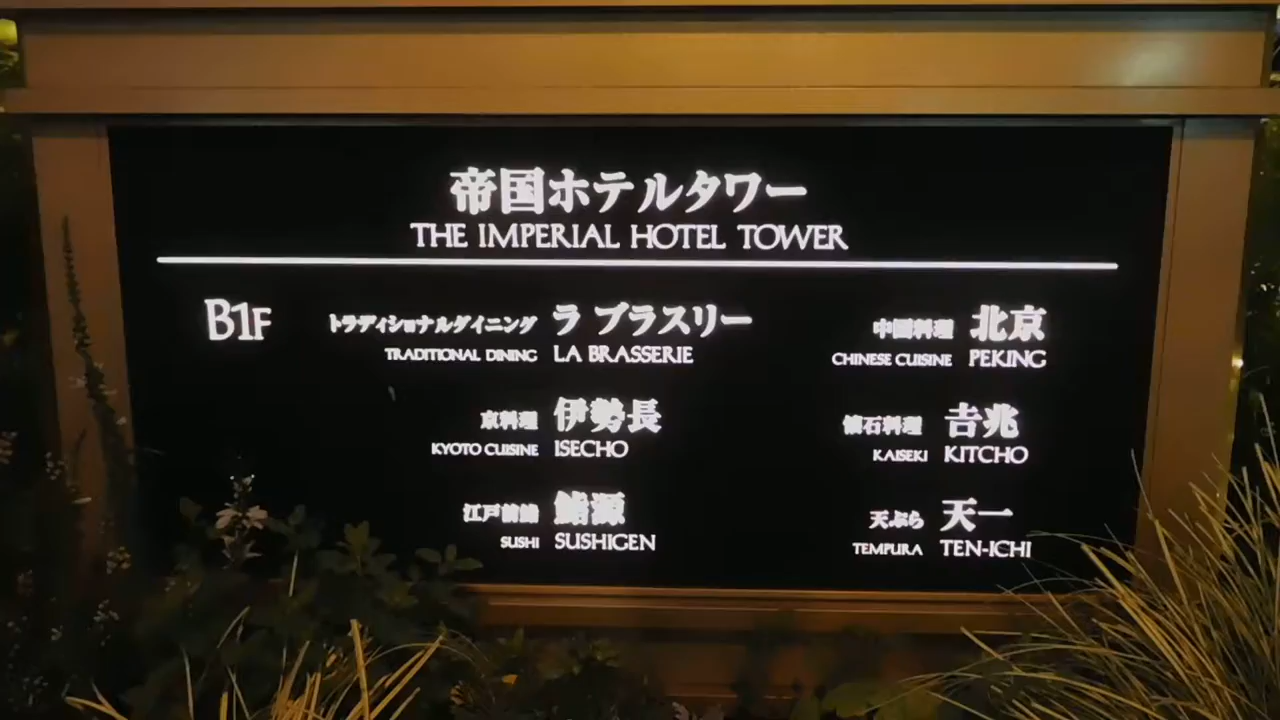 帝国ホテルタワー
THE IMPERIAL HOTEL TOWER
B1F
トラディショナルダイニング ラ ブラスリー
TRADITIONAL DINING LA BRASSERIE
中国料理 北京
CHINESE CUISINE PEKING
京料理 伊勢長
KYOTO CUISINE ISECHO
懐石料理 𠮷兆
KAISEKI KITCHO
江戸前鮨 鮨源
SUSHI SUSHIGEN
天ぷら 天一
TEMPURA TEN-ICHI